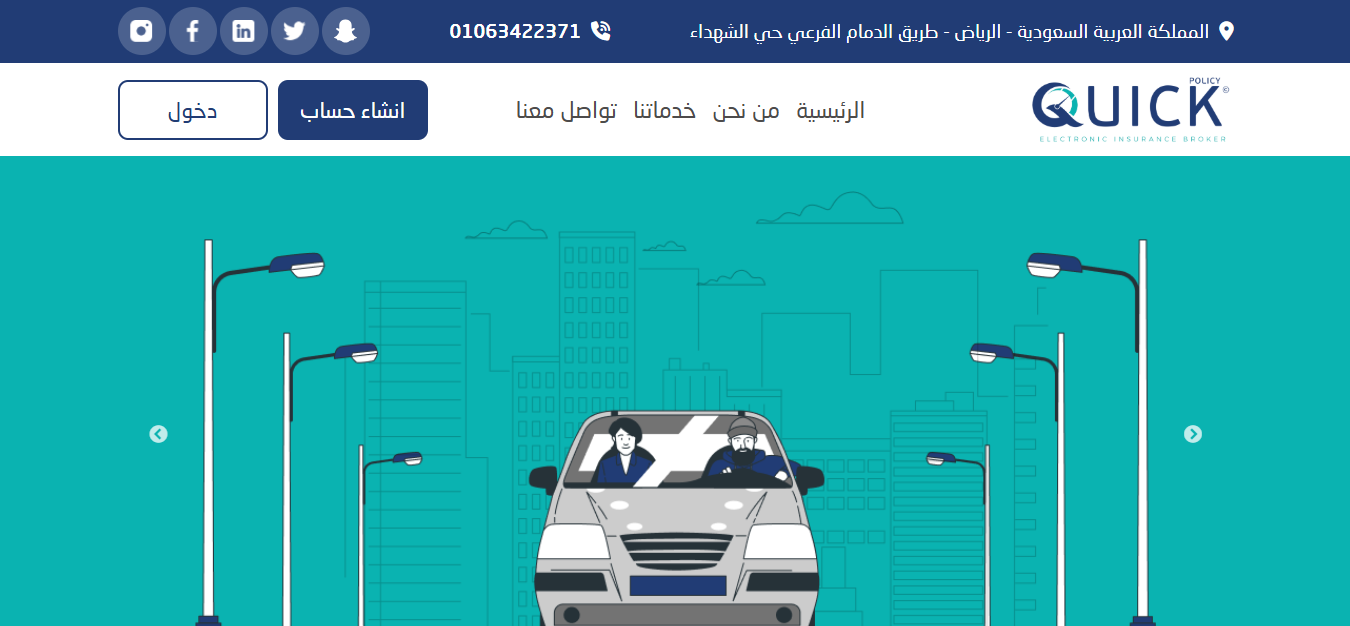 المملكة العربية السعودية - الرياض - طريق الدمام الفرعي حي الشهداء
01063422371
POLICY
QUICK©
ELECTRONIC INSURANCE BROKER
الرئيسية
من نحن
خدماتنا
تواصل معنا
انشاء حساب
دخول